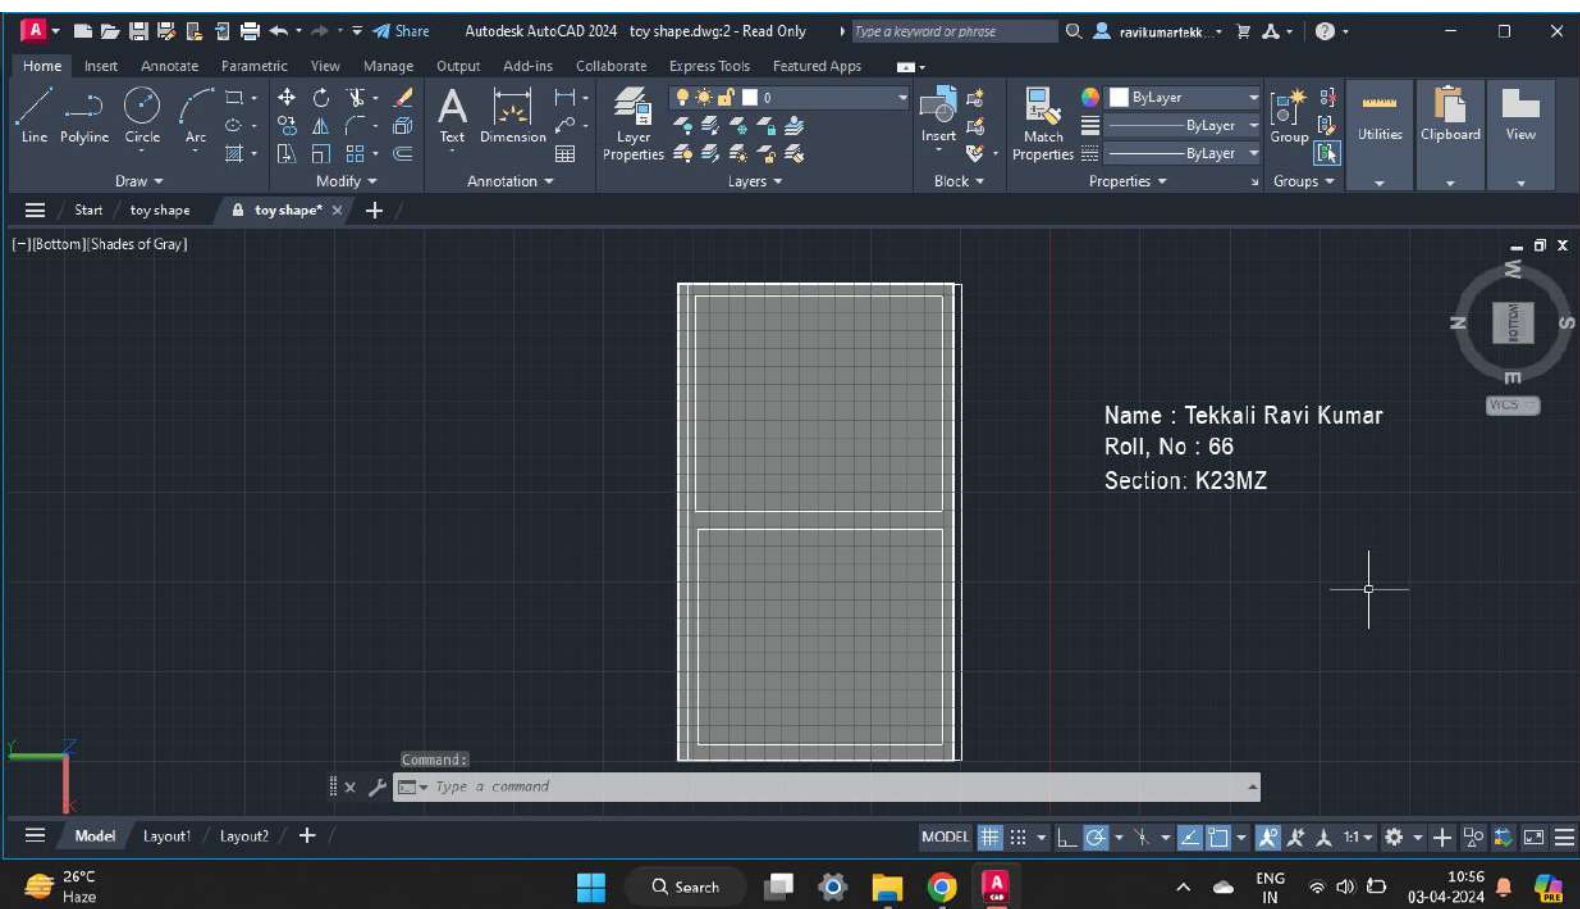 A Share Autodesk AutoCAD 2024 toy shape.dwg:2 - Read Only Type a keyword or phrase ravikumartekk...
Home Insert Annotate Parametric View Manage Output Add-ins Collaborate Express Tools Featured Apps
0 ByLayer
ByLayer
ByLayer
Line Polyline Circle Arc Text Dimension Layer Properties Insert Match Properties Group Utilities Clipboard View
Draw Modify Annotation Layers Block Properties Groups
Start toy shape toy shape*
[−][Bottom][Shades of Gray]
W
N BOTTOM S
E
WCS
Name : Tekkali Ravi Kumar
Roll, No : 66
Section: K23MZ
Y Z
X
Command:
Type a command
Model Layout1 Layout2 MODEL 1:1
26°C
Haze
Search
A CAD
ENG
IN
10:56
03-04-2024
PRE